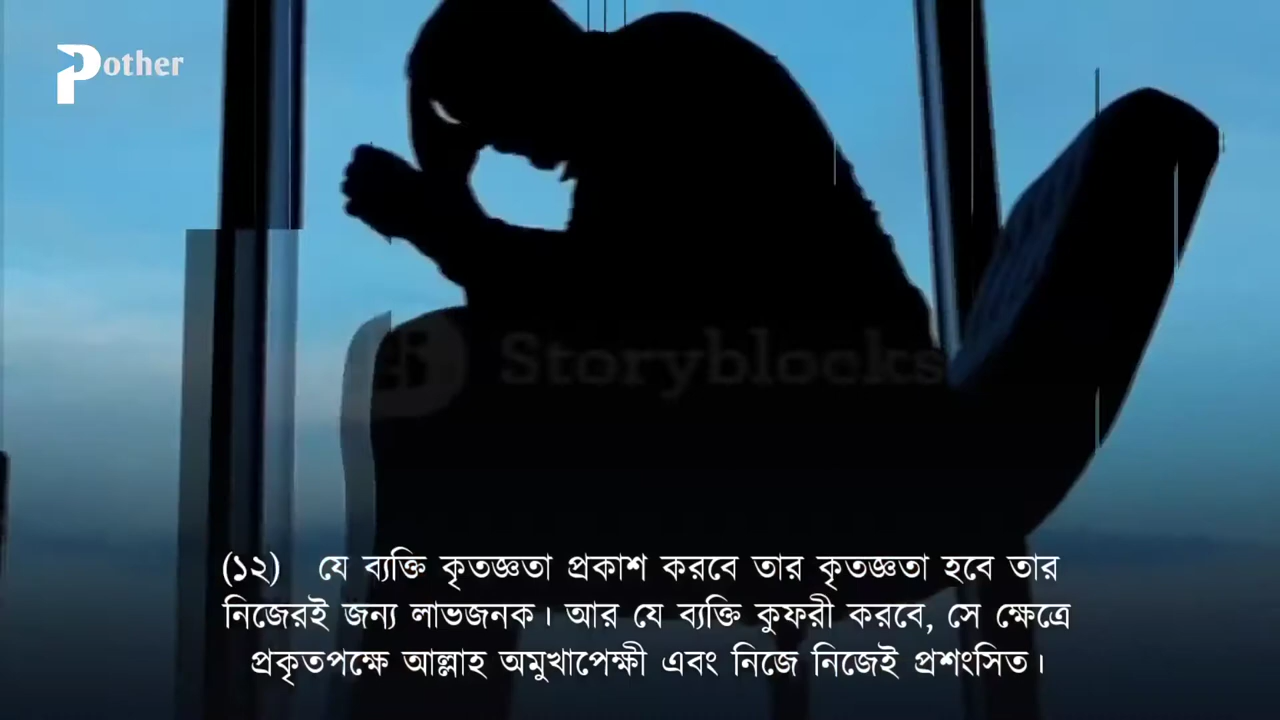 Pother
Storyblocks
(১২) যে ব্যক্তি কৃতজ্ঞতা প্রকাশ করবে তার কৃতজ্ঞতা হবে তার
নিজেরই জন্য লাভজনক। আর যে ব্যক্তি কুফরী করবে, সে ক্ষেত্রে
প্রকৃতপক্ষে আল্লাহ অমুখাপেক্ষী এবং নিজে নিজেই প্রশংসিত।